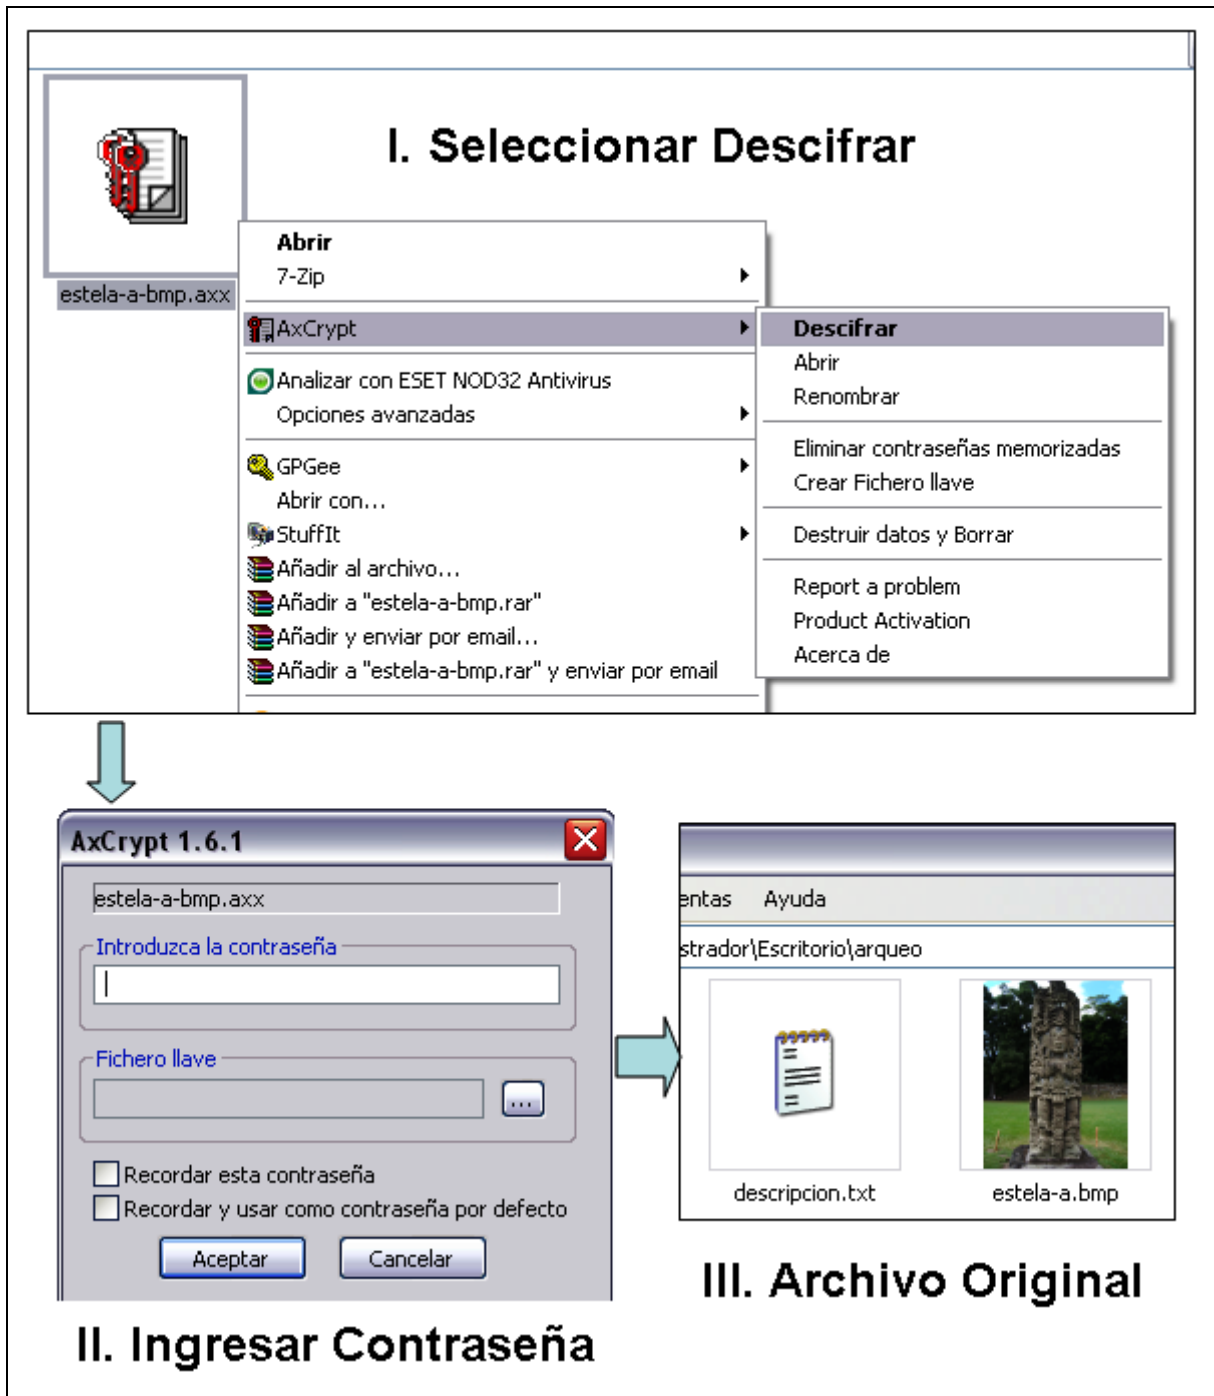 I. Seleccionar Descifrar
estela-a-bmp.axx
Abrir
7-Zip
AxCrypt
Analizar con ESET NOD32 Antivirus
Opciones avanzadas
GPGee
Abrir con...
StuffIt
Añadir al archivo...
Añadir a "estela-a-bmp.rar"
Añadir y enviar por email...
Añadir a "estela-a-bmp.rar" y enviar por email
Descifrar
Abrir
Renombrar
Eliminar contraseñas memorizadas
Crear Fichero llave
Destruir datos y Borrar
Report a problem
Product Activation
Acerca de
AxCrypt 1.6.1
estela-a-bmp.axx
Introduzca la contraseña
Fichero llave
...
Recordar esta contraseña
Recordar y usar como contraseña por defecto
Aceptar Cancelar
II. Ingresar Contraseña
entas Ayuda
strador\Escritorio\arqueo
descripcion.txt estela-a.bmp
III. Archivo Original